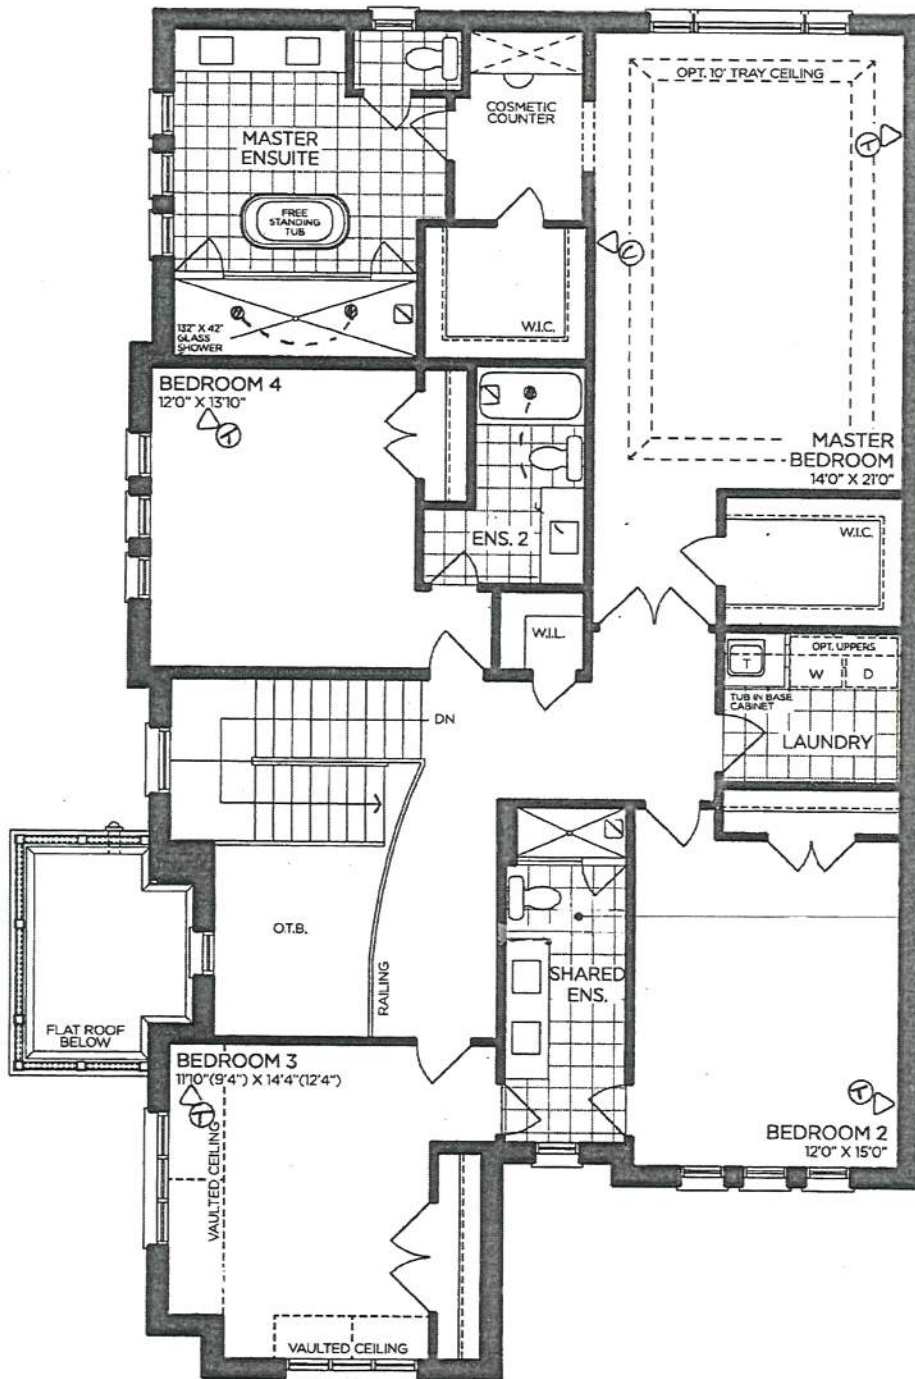 OPT. 10' TRAY CEILING
COSMETIC
COUNTER
MASTER
ENSUITE
T
FREE
STANDING
TUB
C
W.I.C.
132" X 42"
GLASS
SHOWER
BEDROOM 4
12'0" X 13'10"
T
MASTER
BEDROOM
14'0" X 21'0"
ENS. 2
W.I.C.
W.I.L.
OPT. UPPERS
T
W
D
TUB IN BASE
CABINET
LAUNDRY
DN
O.T.B.
RAILING
SHARED
ENS.
FLAT ROOF
BELOW
BEDROOM 3
11'10"(9'4") X 14'4"(12'4")
T
VAULTED CEILING
T
BEDROOM 2
12'0" X 15'0"
VAULTED CEILING